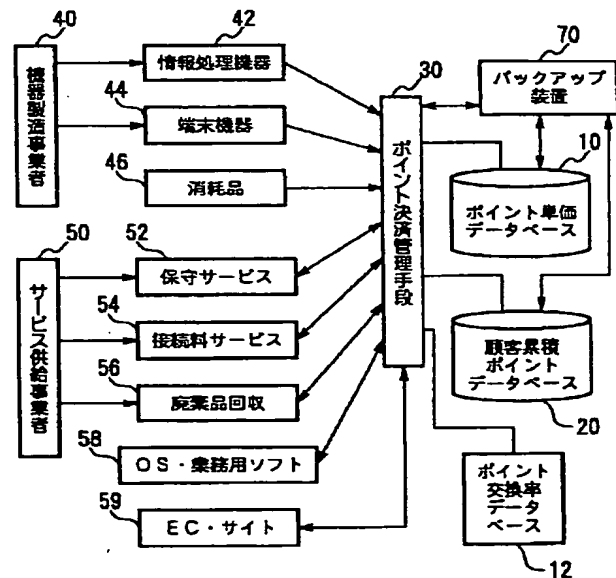 40
機器製造事業者
42
情報処理機器
44
端末機器
46
消耗品
50
サービス供給事業者
52
保守サービス
54
接続料サービス
56
廃棄品回収
58
OS・業務用ソフト
59
EC・サイト
30
ポイント決済管理手段
70
バックアップ
装置
10
ポイント単価
データベース
顧客累積
ポイント
データベース
20
ポイント
交換率
データ
ベース
12